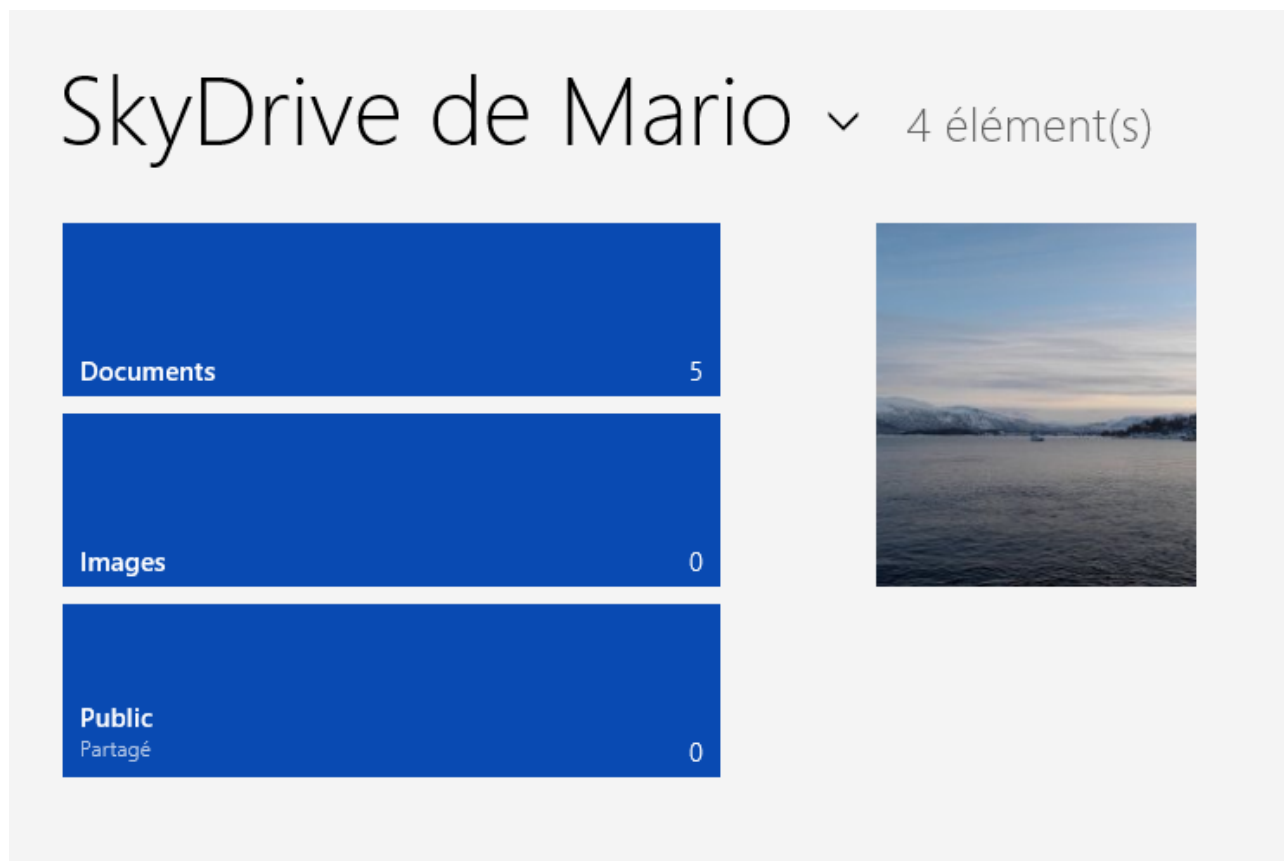 SkyDrive de Mario 4 élément(s)
Documents 5
Images 0
Public
Partagé 0